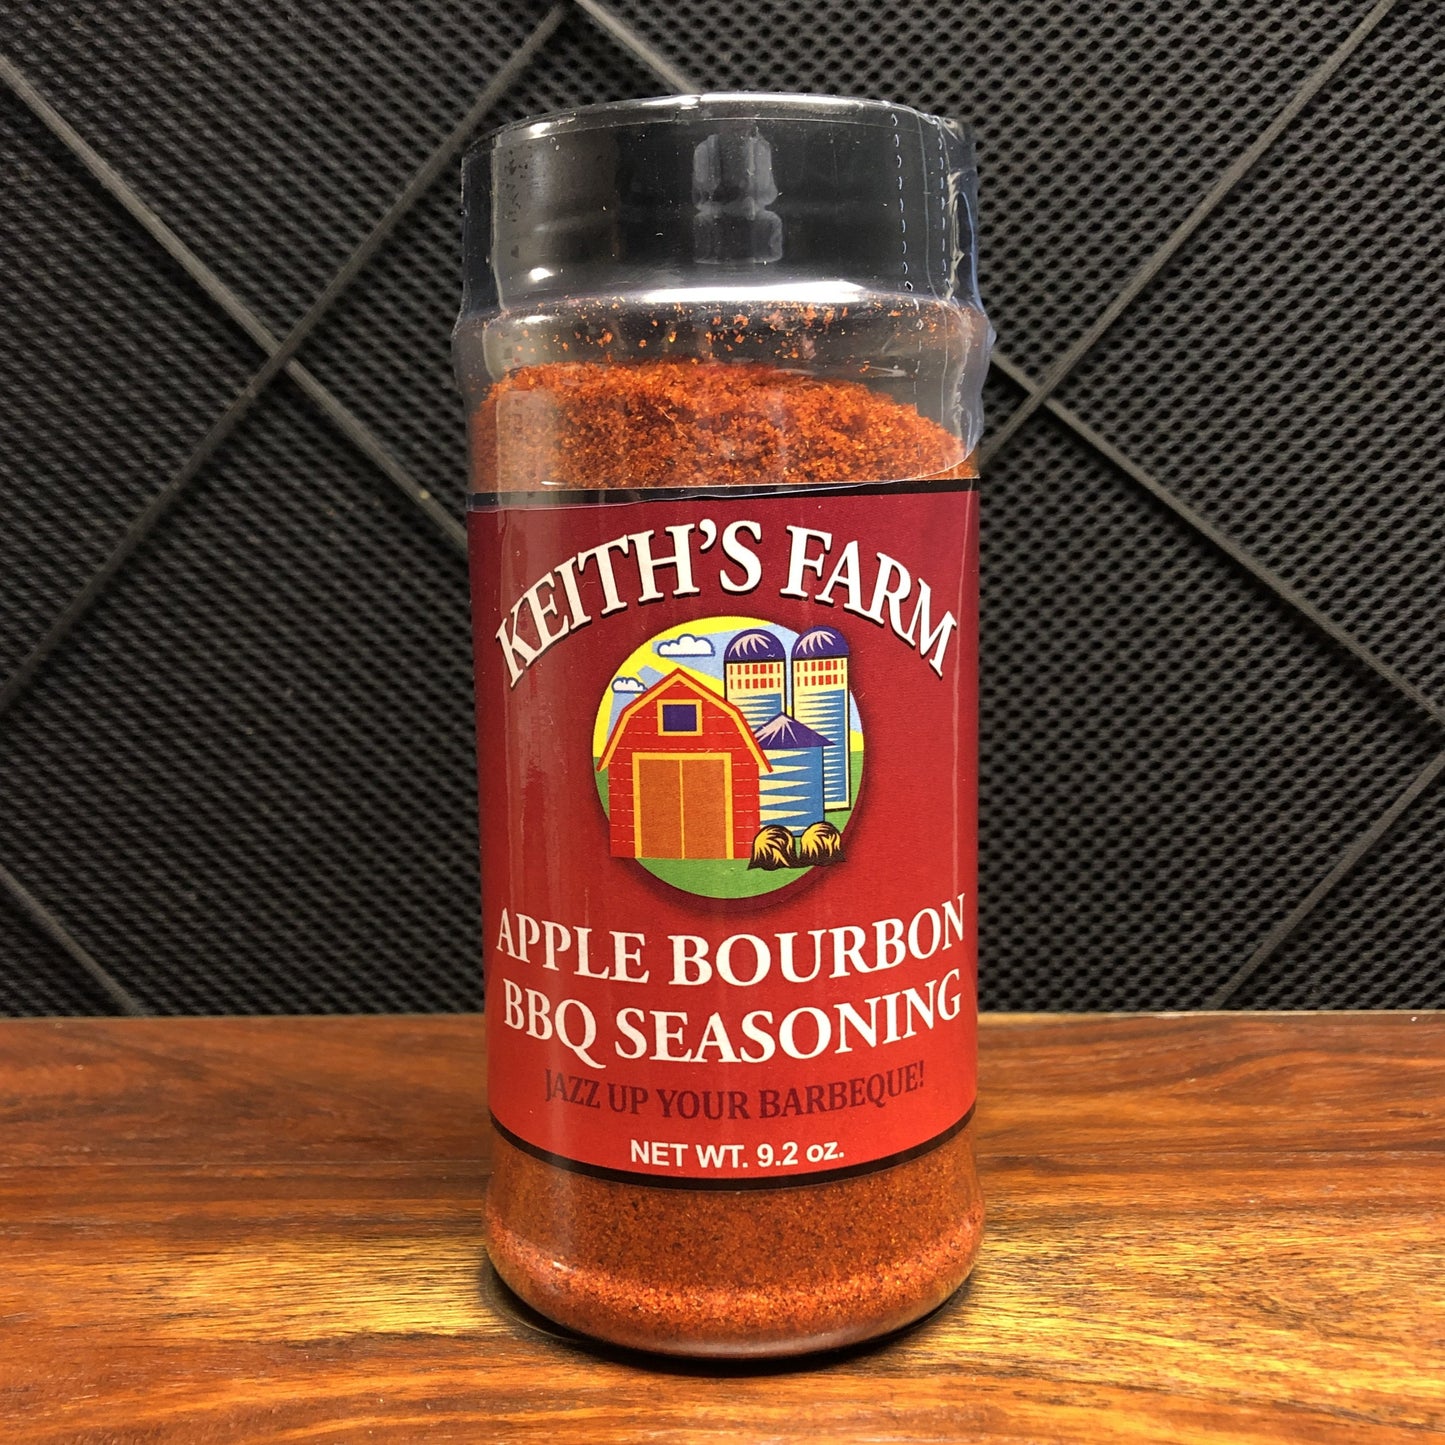 KEITH'S FARM
APPLE BOURBON
BBQ SEASONING
JAZZ UP YOUR BARBEQUE!
NET WT. 9.2 oz.